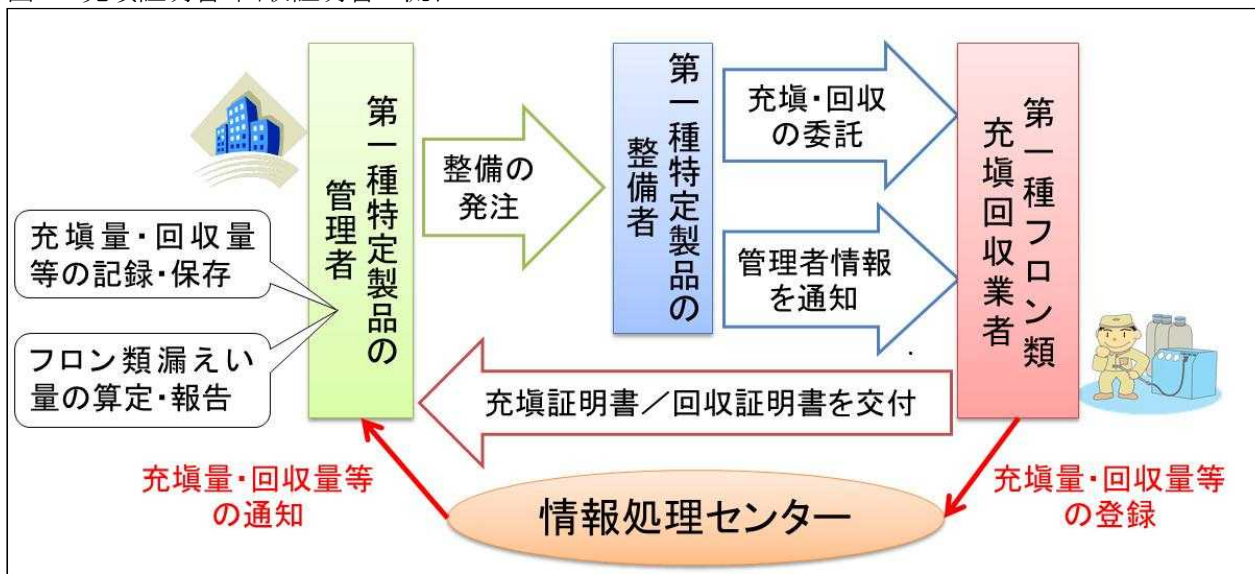 第一種特定製品の
管理者
整備の
発注
第一種特定製品の
整備者
充塡・回収
の委託
管理者情報
を通知
第一種フロン類
充塡回収業者
充塡量・回収量
等の記録・保存
フロン類漏えい
量の算定・報告
充塡証明書／回収証明書を交付
充塡量・回収量等
の通知
情報処理センター
充塡量・回収量等
の登録